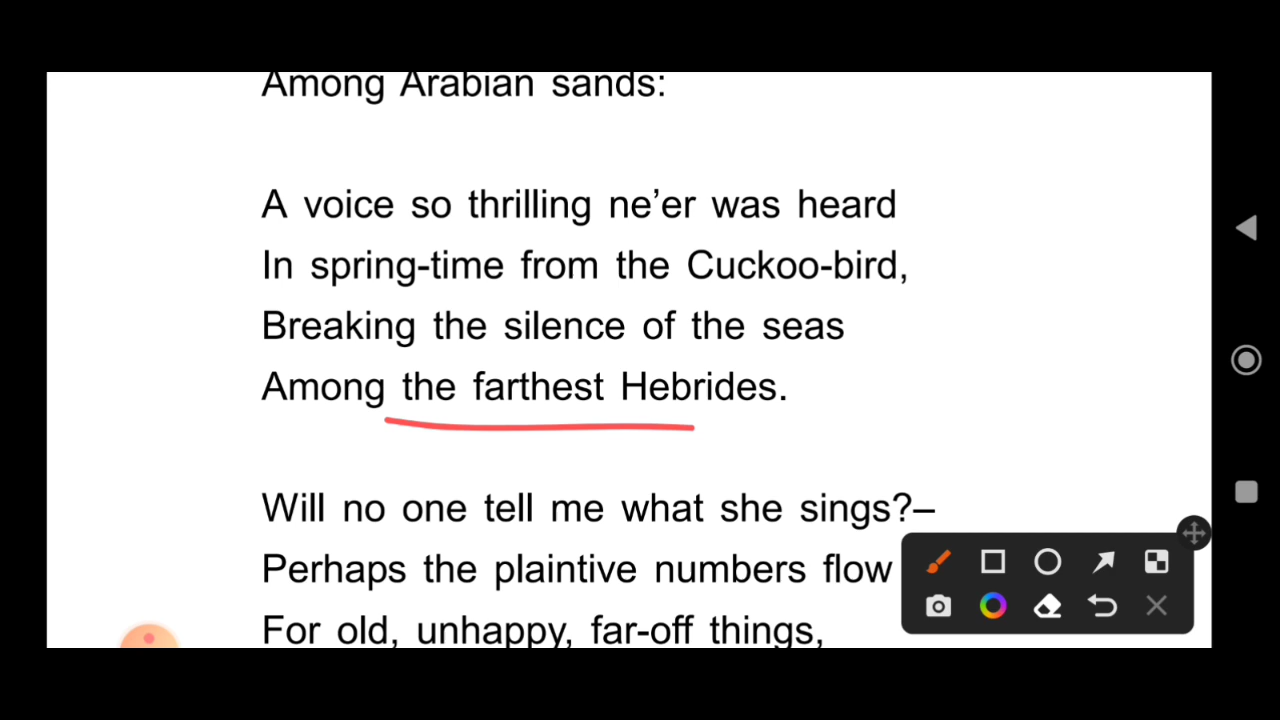 Among Arabian sands:
A voice so thrilling ne’er was heard
In spring-time from the Cuckoo-bird,
Breaking the silence of the seas
Among the farthest Hebrides.
Will no one tell me what she sings?–
Perhaps the plaintive numbers flow
For old, unhappy, far-off things,